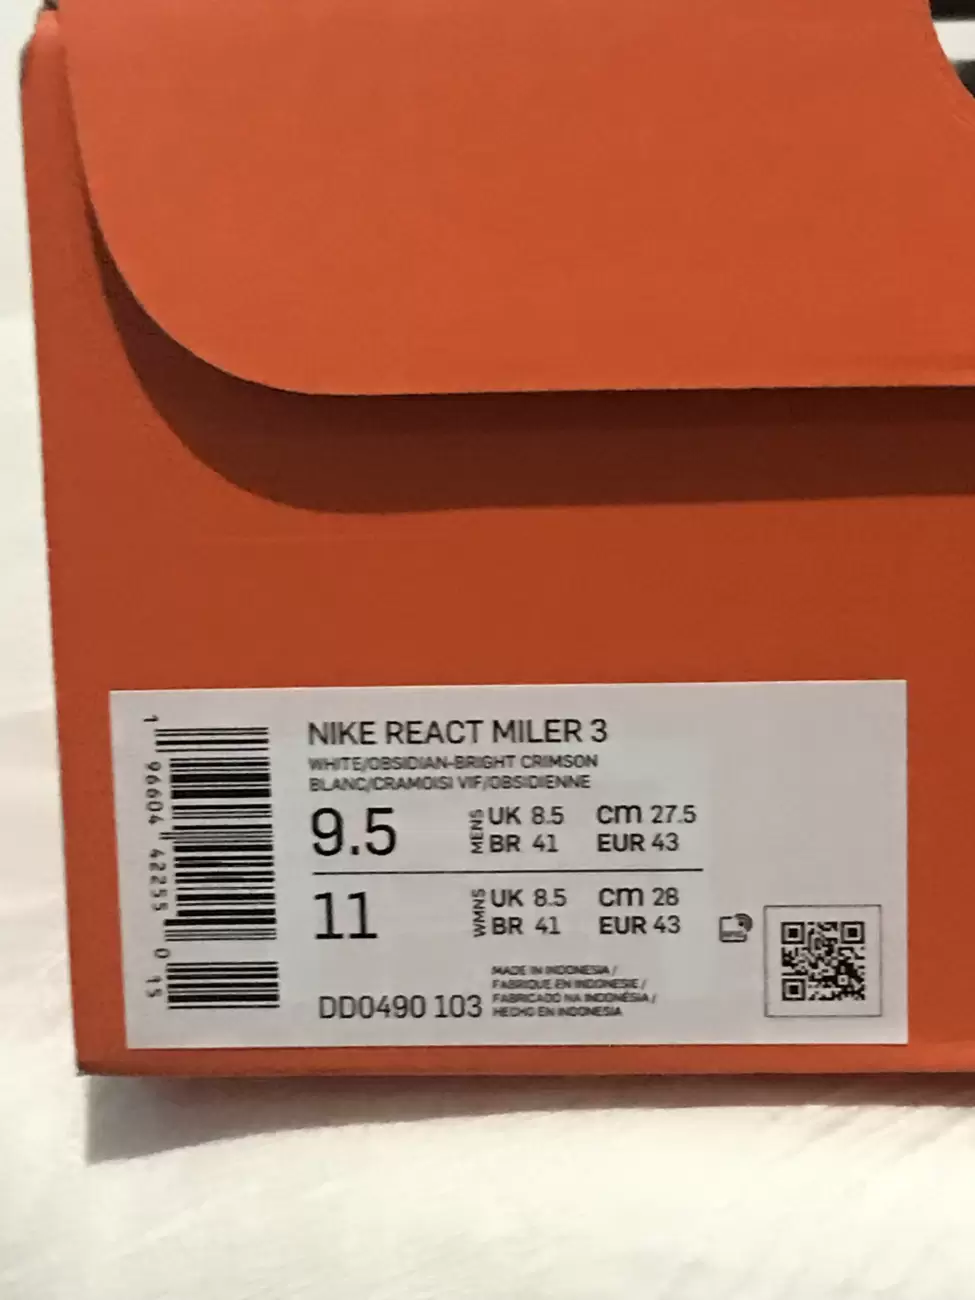 NIKE REACT MILER 3
WHITE/OBSIDIAN-BRIGHT CRIMSON
BLANC/CRAMOISI VIF/OBSIDIENNE
9.5 MENS UK 8.5 cm 27.5
BR 41 EUR 43
11 WMNS UK 8.5 cm 28
BR 41 EUR 43
DD0490 103
MADE IN INDONESIA /
FABRIQUE EN INDONESIE /
FABRICADO NA INDONÉSIA /
HECHO EN INDONESIA
1 96604 42255 0 15